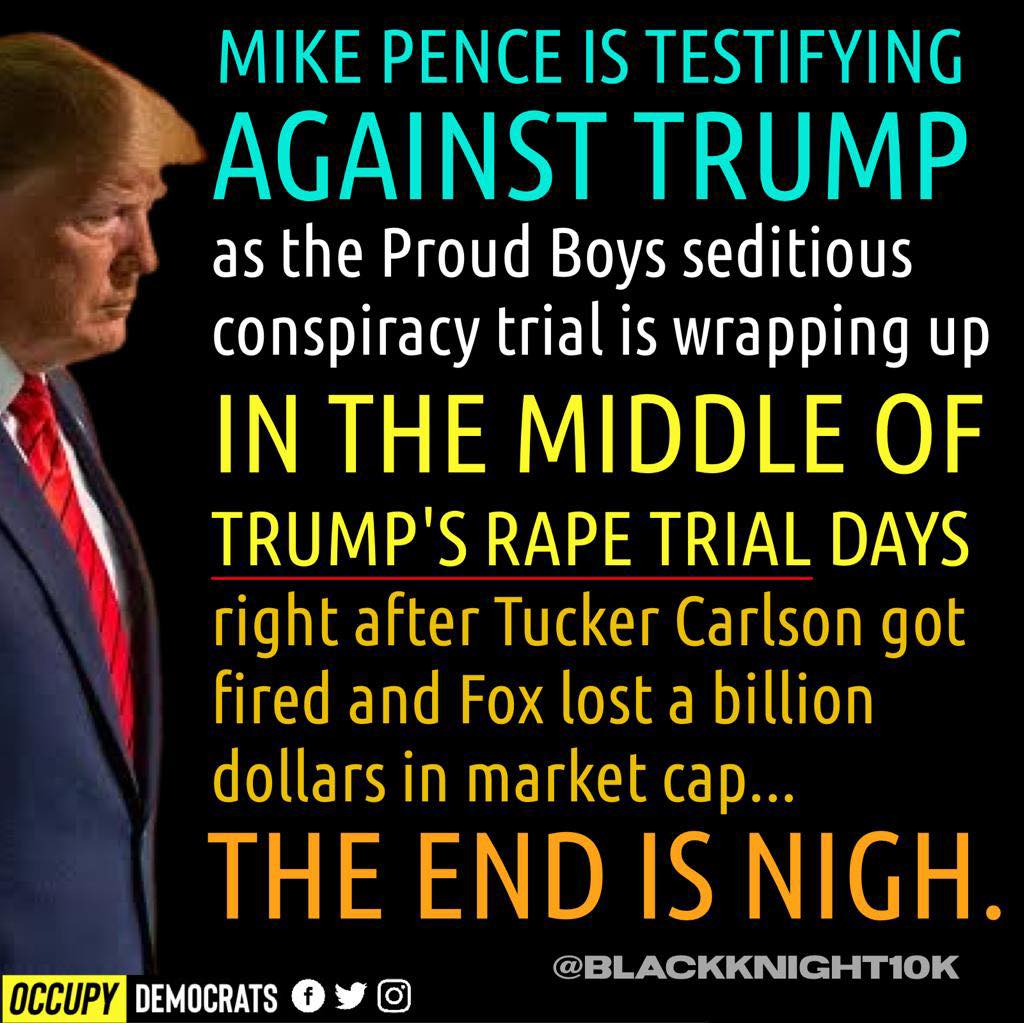 MIKE PENCE IS TESTIFYING
AGAINST TRUMP
as the Proud Boys seditious
conspiracy trial is wrapping up
IN THE MIDDLE OF
TRUMP'S RAPE TRIAL DAYS
right after Tucker Carlson got
fired and Fox lost a billion
dollars in market cap...
THE END IS NIGH.
@BLACKKNIGHT10K
OCCUPY DEMOCRATS